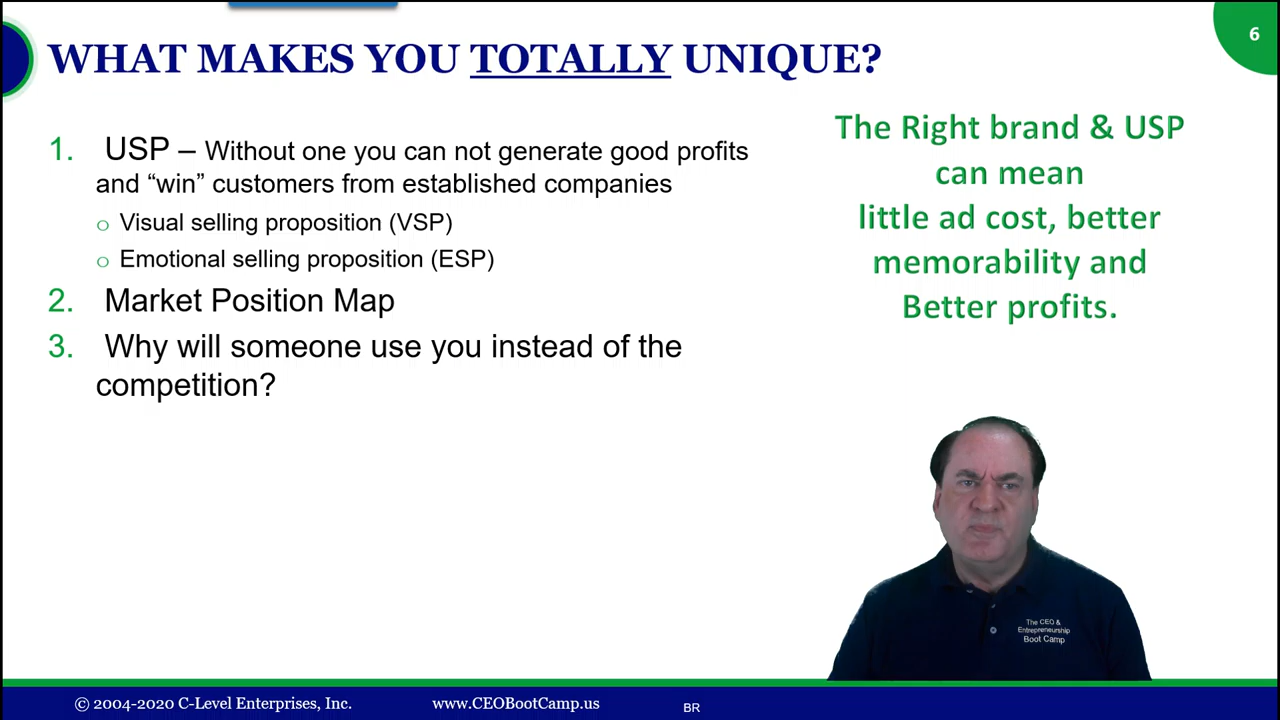 6
WHAT MAKES YOU TOTALLY UNIQUE?
1. USP – Without one you can not generate good profits
and “win” customers from established companies
o Visual selling proposition (VSP)
o Emotional selling proposition (ESP)
2. Market Position Map
3. Why will someone use you instead of the
competition?
The Right brand & USP
can mean
little ad cost, better
memorability and
Better profits.
The CEO &
Entrepreneurship
Boot Camp
© 2004-2020 C-Level Enterprises, Inc.
www.CEOBootCamp.us
BR